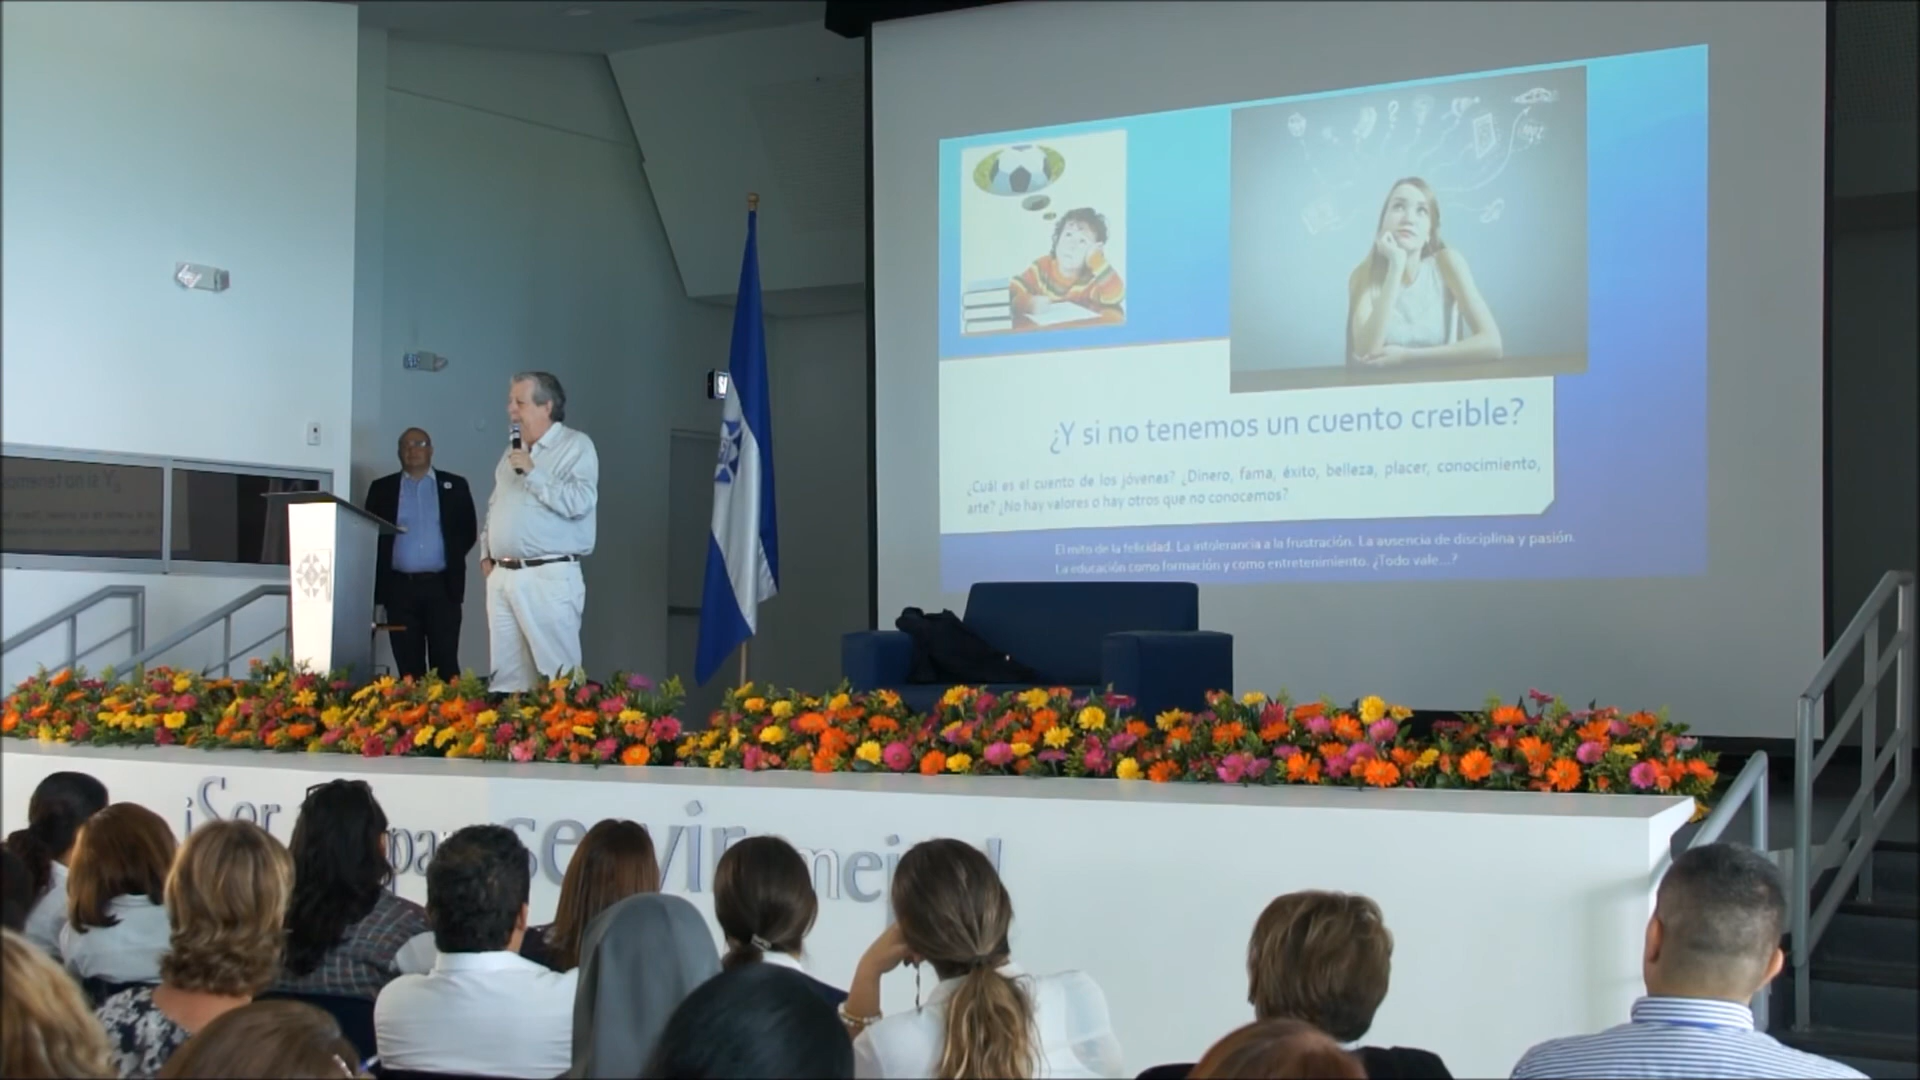 ¿Y si no tenemos un cuento creible?
¿Cuál es el cuento de los jóvenes? ¿Dinero, fama, éxito, belleza, placer, conocimiento,
arte? ¿No hay valores o hay otros que no conocemos?
El mito de la felicidad. La intolerancia a la frustración. La ausencia de disciplina y pasión.
La educación como formación y como entretenimiento. ¿Todo vale...?
¡Ser para servir mejor!